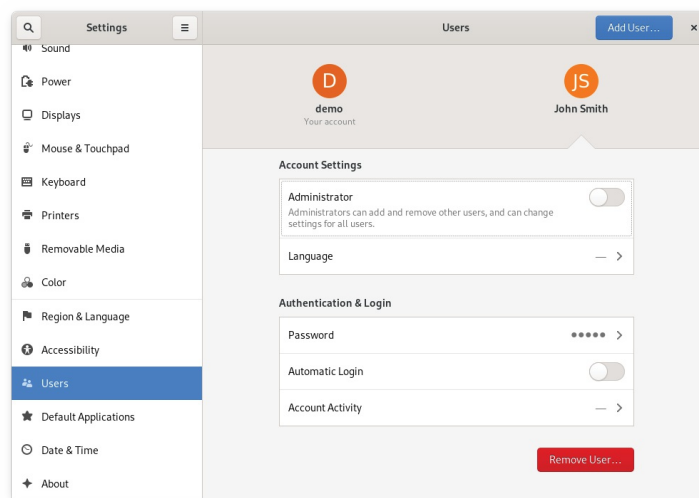 Settings
Users
Add User…
Sound
Power
Displays
Mouse & Touchpad
Keyboard
Printers
Removable Media
Color
Region & Language
Accessibility
Users
Default Applications
Date & Time
About
D
demo
Your account
JS
John Smith
Account Settings
Administrator
Administrators can add and remove other users, and can change
settings for all users.
Language —
Authentication & Login
Password ●●●●●
Automatic Login
Account Activity —
Remove User…